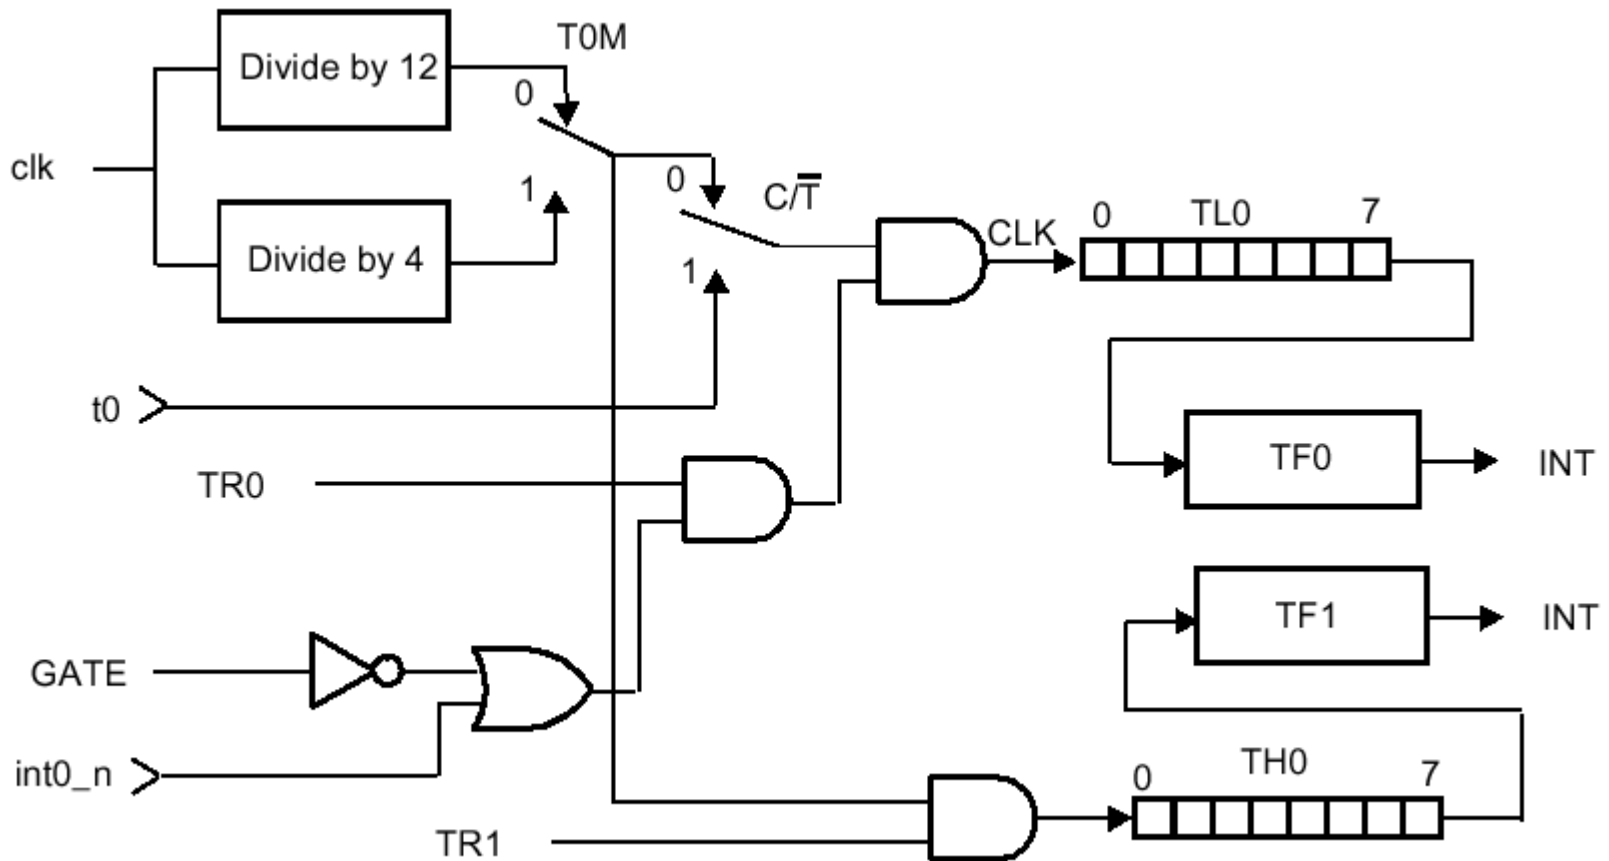 T0M
Divide by 12
0
clk
1
0
C/T̅
Divide by 4
1
CLK
0
TL0
7
t0
TR0
TF0
INT
TF1
INT
GATE
int0_n
0
TH0
7
TR1